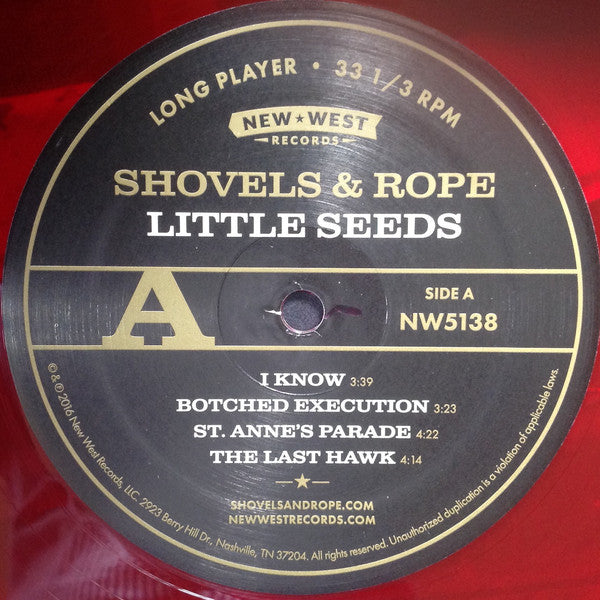 LONG PLAYER • 33 1/3 RPM
NEW★WEST
RECORDS
SHOVELS & ROPE
LITTLE SEEDS
A
SIDE A
NW5138
I KNOW 3:39
BOTCHED EXECUTION 3:23
ST. ANNE'S PARADE 4:22
THE LAST HAWK 4:14
SHOVELSANDROPE.COM
NEWWESTRECORDS.COM
© & ℗ 2016 New West Records, LLC. 2923 Berry Hill Dr., Nashville, TN 37204. All rights reserved. Unauthorized duplication is a violation of applicable laws.